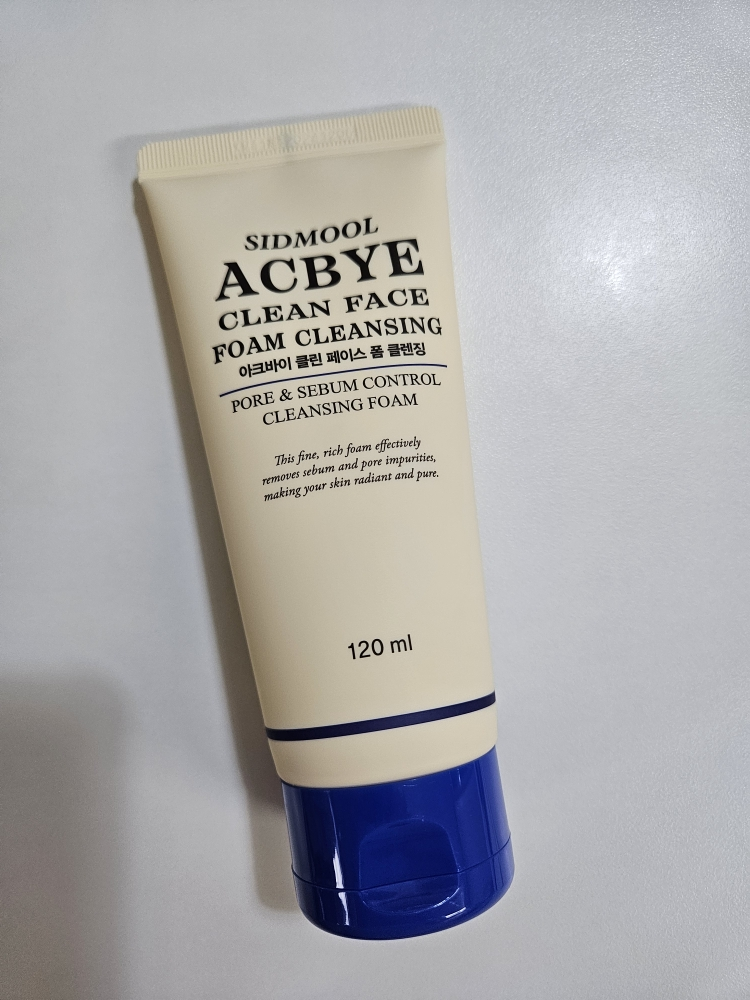 SIDMOOL
ACBYE
CLEAN FACE
FOAM CLEANSING
아크바이 클린 페이스 폼 클렌징
PORE & SEBUM CONTROL
CLEANSING FOAM
This fine, rich foam effectively
removes sebum and pore impurities,
making your skin radiant and pure.
120 ml